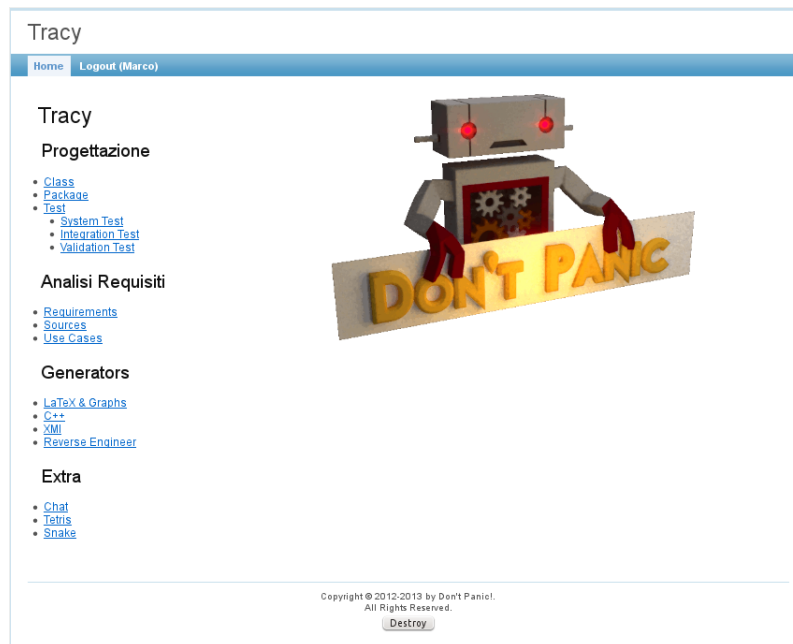 Tracy
Home Logout (Marco)
Tracy
Progettazione
Class
Package
Test
System Test
Integration Test
Validation Test
Analisi Requisiti
Requirements
Sources
Use Cases
Generators
LaTeX & Graphs
C++
XMI
Reverse Engineer
Extra
Chat
Tetris
Snake
DON'T PANIC
Copyright © 2012-2013 by Don't Panic!.
All Rights Reserved.
Destroy